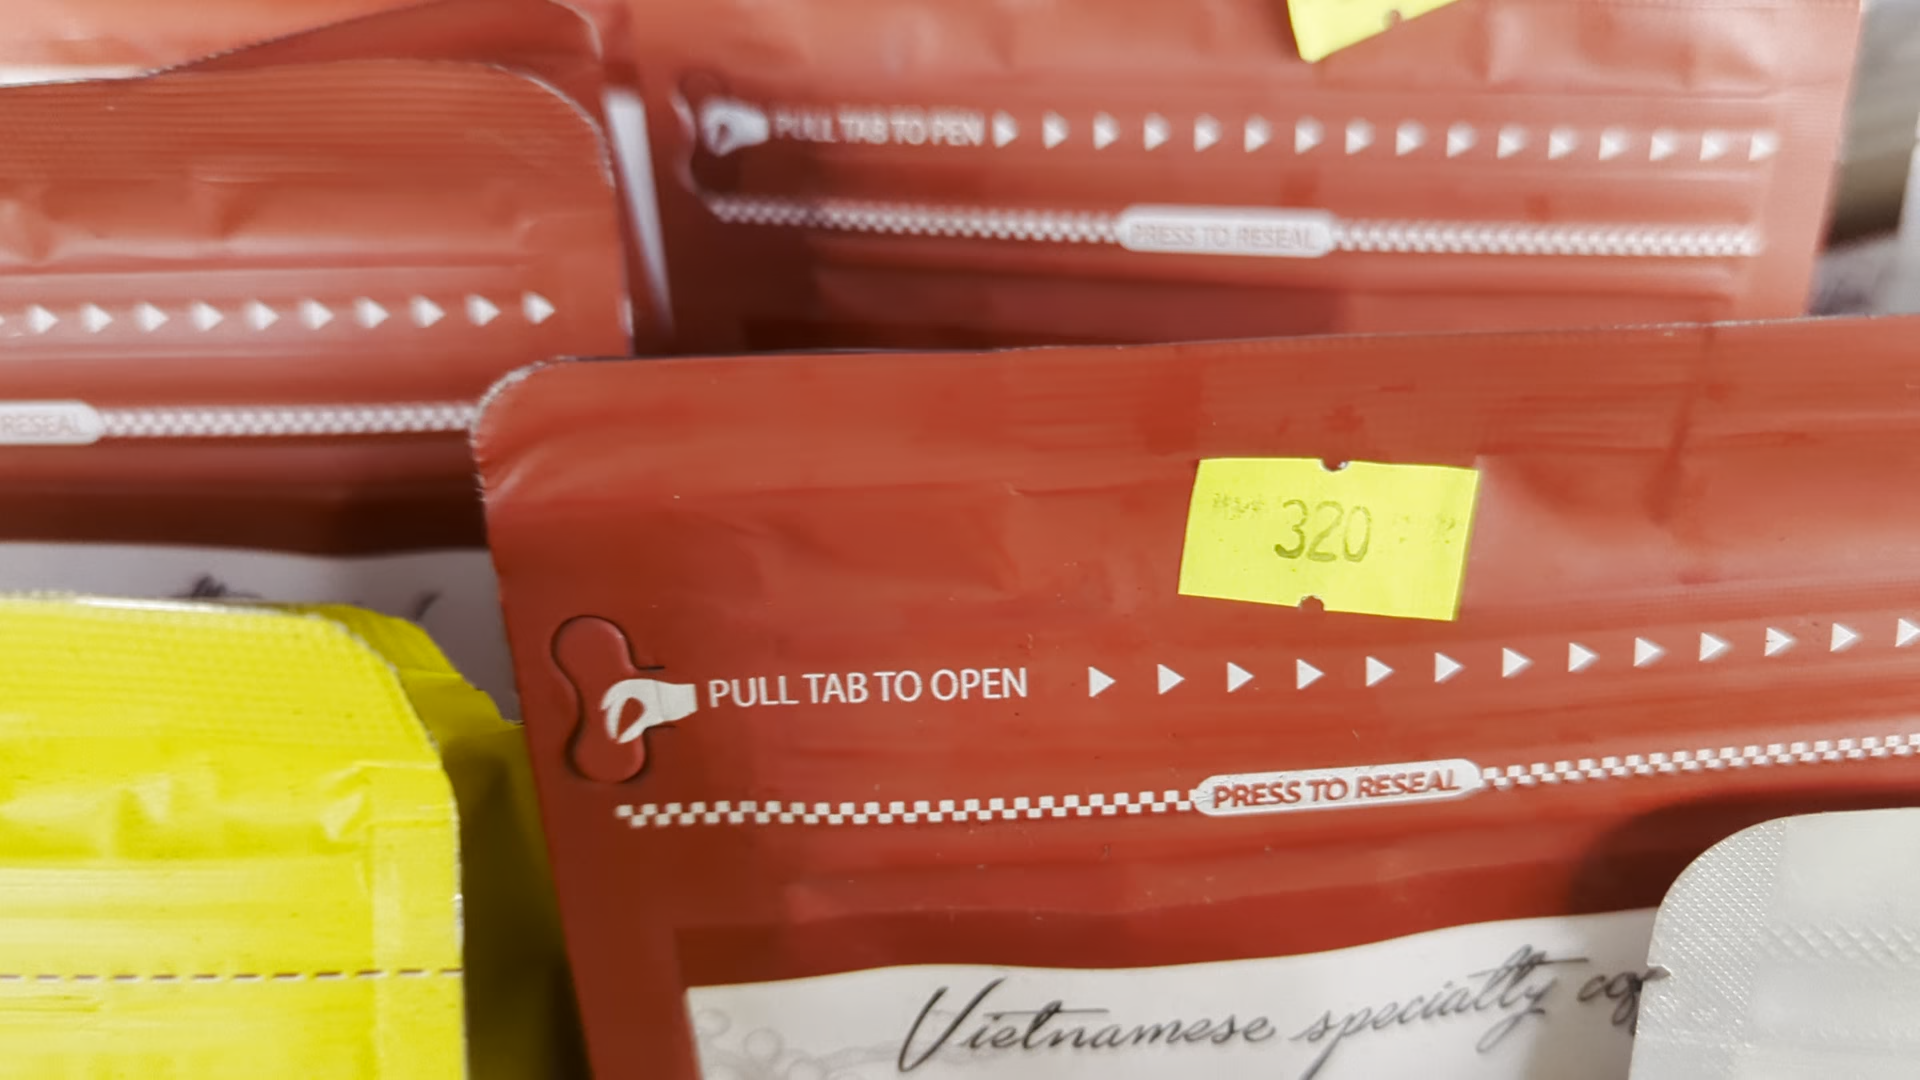 PULL TAB TO PEN
PRESS TO RESEAL
RESEAL
320
PULL TAB TO OPEN
PRESS TO RESEAL
Vietnamese specialty